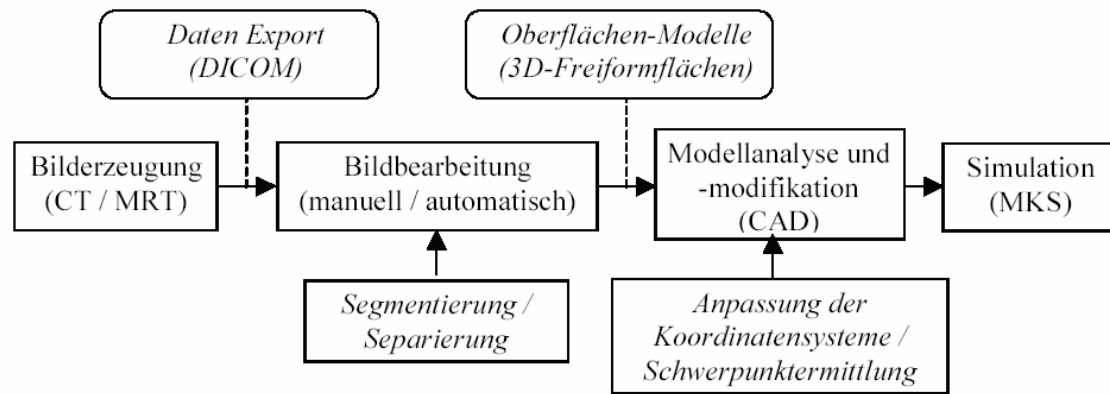 Daten Export
(DICOM)
Oberflächen-Modelle
(3D-Freiformflächen)
Bilderzeugung
(CT / MRT)
Bildbearbeitung
(manuell / automatisch)
Modellanalyse und
-modifikation
(CAD)
Simulation
(MKS)
Segmentierung /
Separierung
Anpassung der
Koordinatensysteme /
Schwerpunktermittlung